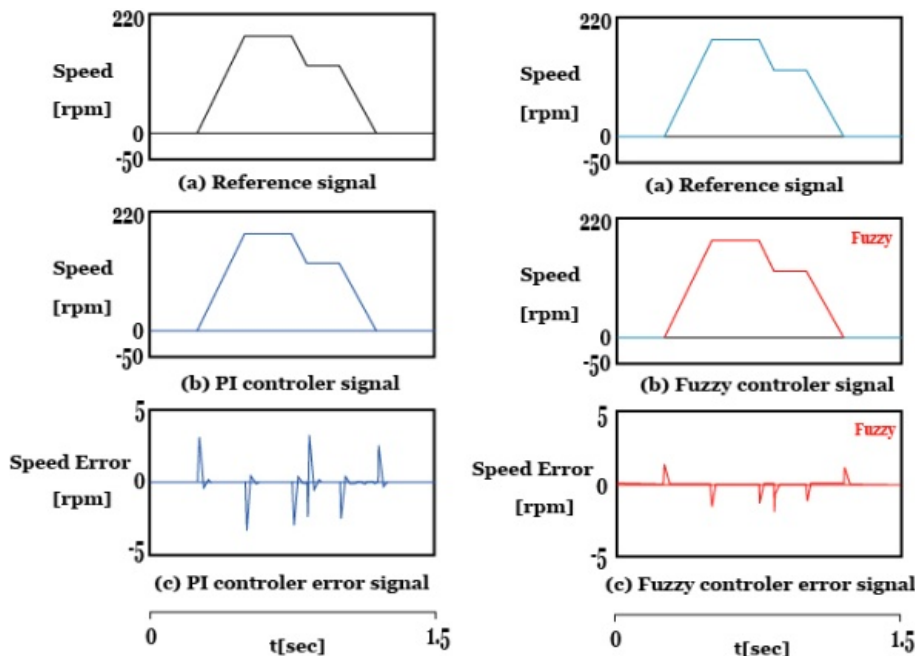 220
Speed
[rpm]
0
-50
(a) Reference signal
220
Speed
[rpm]
0
-50
(b) PI controler signal
5
Speed Error
[rpm]
0
-5
(c) PI controler error signal
0
1.5
t[sec]
220
Speed
[rpm]
0
-50
(a) Reference signal
220
Fuzzy
Speed
[rpm]
0
-50
(b) Fuzzy controler signal
5
Fuzzy
Speed Error
[rpm]
0
-5
(c) Fuzzy controler error signal
0
1.5
t[sec]